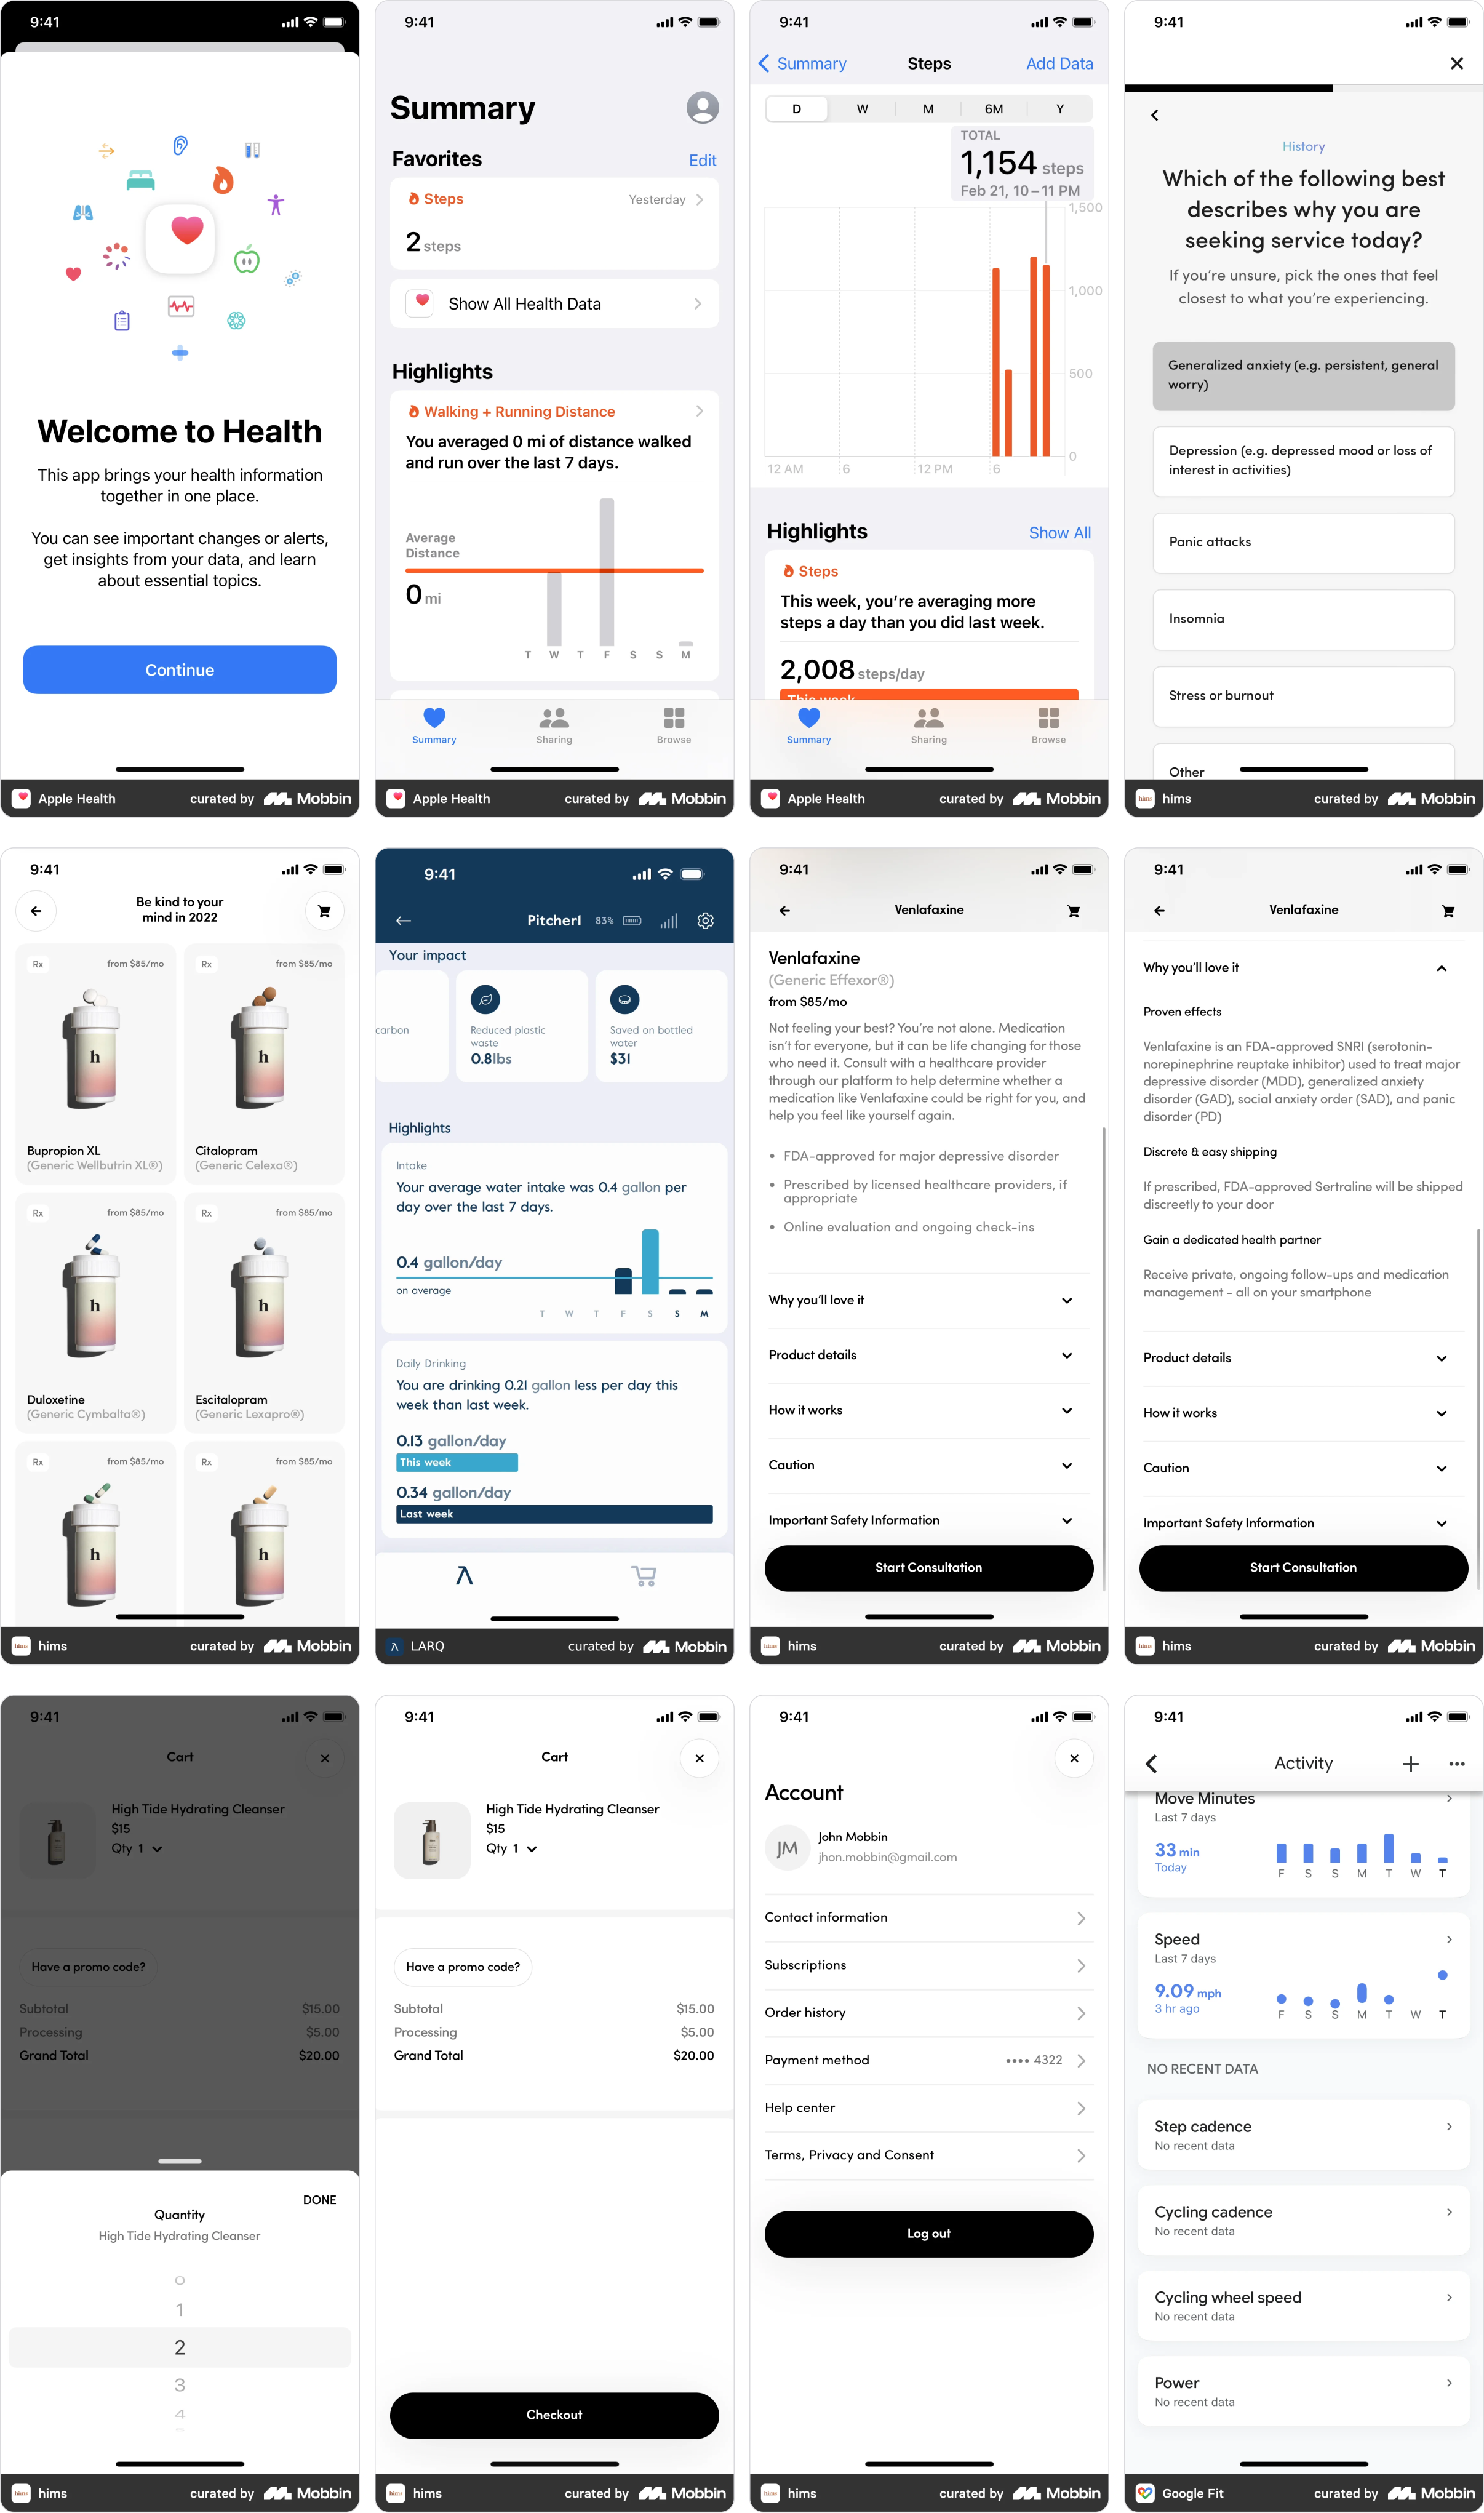 9:41
Welcome to Health
This app brings your health information
together in one place.
You can see important changes or alerts,
get insights from your data, and learn
about essential topics.
Continue
Apple Health curated by Mobbin
9:41
Summary
Favorites Edit
Steps Yesterday
2 steps
Show All Health Data
Highlights
Walking + Running Distance
You averaged 0 mi of distance walked
and run over the last 7 days.
Average
Distance
0 mi
T W T F S S M
Summary Sharing Browse
Apple Health curated by Mobbin
9:41
Summary Steps Add Data
D W M 6M Y
TOTAL
1,154 steps
Feb 21, 10–11 PM
1,500
1,000
500
0
12 AM 6 12 PM 6
Highlights Show All
Steps
This week, you're averaging more
steps a day than you did last week.
2,008 steps/day
This week
Summary Sharing Browse
Apple Health curated by Mobbin
9:41
History
Which of the following best
describes why you are
seeking service today?
If you're unsure, pick the ones that feel
closest to what you're experiencing.
Generalized anxiety (e.g. persistent, general
worry)
Depression (e.g. depressed mood or loss of
interest in activities)
Panic attacks
Insomnia
Stress or burnout
Other
hims curated by Mobbin
9:41
Be kind to your
mind in 2022
Rx from $85/mo
h
Bupropion XL
(Generic Wellbutrin XL®)
Rx from $85/mo
h
Citalopram
(Generic Celexa®)
Rx from $85/mo
h
Duloxetine
(Generic Cymbalta®)
Rx from $85/mo
h
Escitalopram
(Generic Lexapro®)
Rx from $85/mo
h
Rx from $85/mo
h
hims curated by Mobbin
9:41
Pitcherl 83%
Your impact
carbon
Reduced plastic
waste
0.8lbs
Saved on bottled
water
$31
Highlights
Intake
Your average water intake was 0.4 gallon per
day over the last 7 days.
0.4 gallon/day
on average
T W T F S S M
Daily Drinking
You are drinking 0.21 gallon less per day this
week than last week.
0.13 gallon/day
This week
0.34 gallon/day
Last week
LARQ curated by Mobbin
9:41
Venlafaxine
Venlafaxine
(Generic Effexor®)
from $85/mo
Not feeling your best? You're not alone. Medication
isn't for everyone, but it can be life changing for those
who need it. Consult with a healthcare provider
through our platform to help determine whether a
medication like Venlafaxine could be right for you, and
help you feel like yourself again.
• FDA-approved for major depressive disorder
• Prescribed by licensed healthcare providers, if
appropriate
• Online evaluation and ongoing check-ins
Why you'll love it
Product details
How it works
Caution
Important Safety Information
Start Consultation
hims curated by Mobbin
9:41
Venlafaxine
Why you'll love it
Proven effects
Venlafaxine is an FDA-approved SNRI (serotonin-
norepinephrine reuptake inhibitor) used to treat major
depressive disorder (MDD), generalized anxiety
disorder (GAD), social anxiety order (SAD), and panic
disorder (PD)
Discrete & easy shipping
If prescribed, FDA-approved Sertraline will be shipped
discreetly to your door
Gain a dedicated health partner
Receive private, ongoing follow-ups and medication
management - all on your smartphone
Product details
How it works
Caution
Important Safety Information
Start Consultation
hims curated by Mobbin
9:41
Cart
High Tide Hydrating Cleanser
$15
Qty 1
Have a promo code?
Subtotal $15.00
Processing $5.00
Grand Total $20.00
DONE
Quantity
High Tide Hydrating Cleanser
0
1
2
3
4
hims curated by Mobbin
9:41
Cart
High Tide Hydrating Cleanser
$15
Qty 1
Have a promo code?
Subtotal $15.00
Processing $5.00
Grand Total $20.00
Checkout
hims curated by Mobbin
9:41
Account
JM
John Mobbin
jhon.mobbin@gmail.com
Contact information
Subscriptions
Order history
Payment method •••• 4322
Help center
Terms, Privacy and Consent
Log out
hims curated by Mobbin
9:41
Activity
Move Minutes
Last 7 days
33 min
Today
F S S M T W T
Speed
Last 7 days
9.09 mph
3 hr ago
F S S M T W T
NO RECENT DATA
Step cadence
No recent data
Cycling cadence
No recent data
Cycling wheel speed
No recent data
Power
No recent data
Google Fit curated by Mobbin